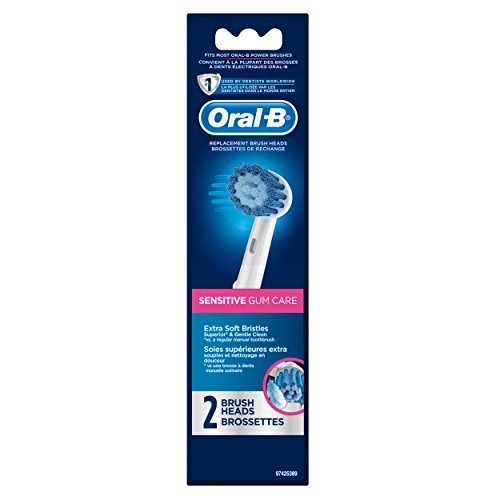 FITS MOST ORAL-B POWER BRUSHES
CONVIENT À LA PLUPART DES BROSSES
À DENTS ÉLECTRIQUES ORAL-B
#1
USED BY DENTISTS WORLDWIDE
LA PLUS UTILISÉE PAR LES
DENTISTES DANS LE MONDE ENTIER
Oral-B®
REPLACEMENT BRUSH HEADS
BROSSETTES DE RECHANGE
SENSITIVE GUM CARE
Extra Soft Bristles
Superior* & Gentle Clean
*vs. a regular manual toothbrush
Soies supérieures extra
souples et nettoyage en
douceur
* vs une brosse à dents
manuelle ordinaire
2 BRUSH
HEADS
BROSSETTES
97425389